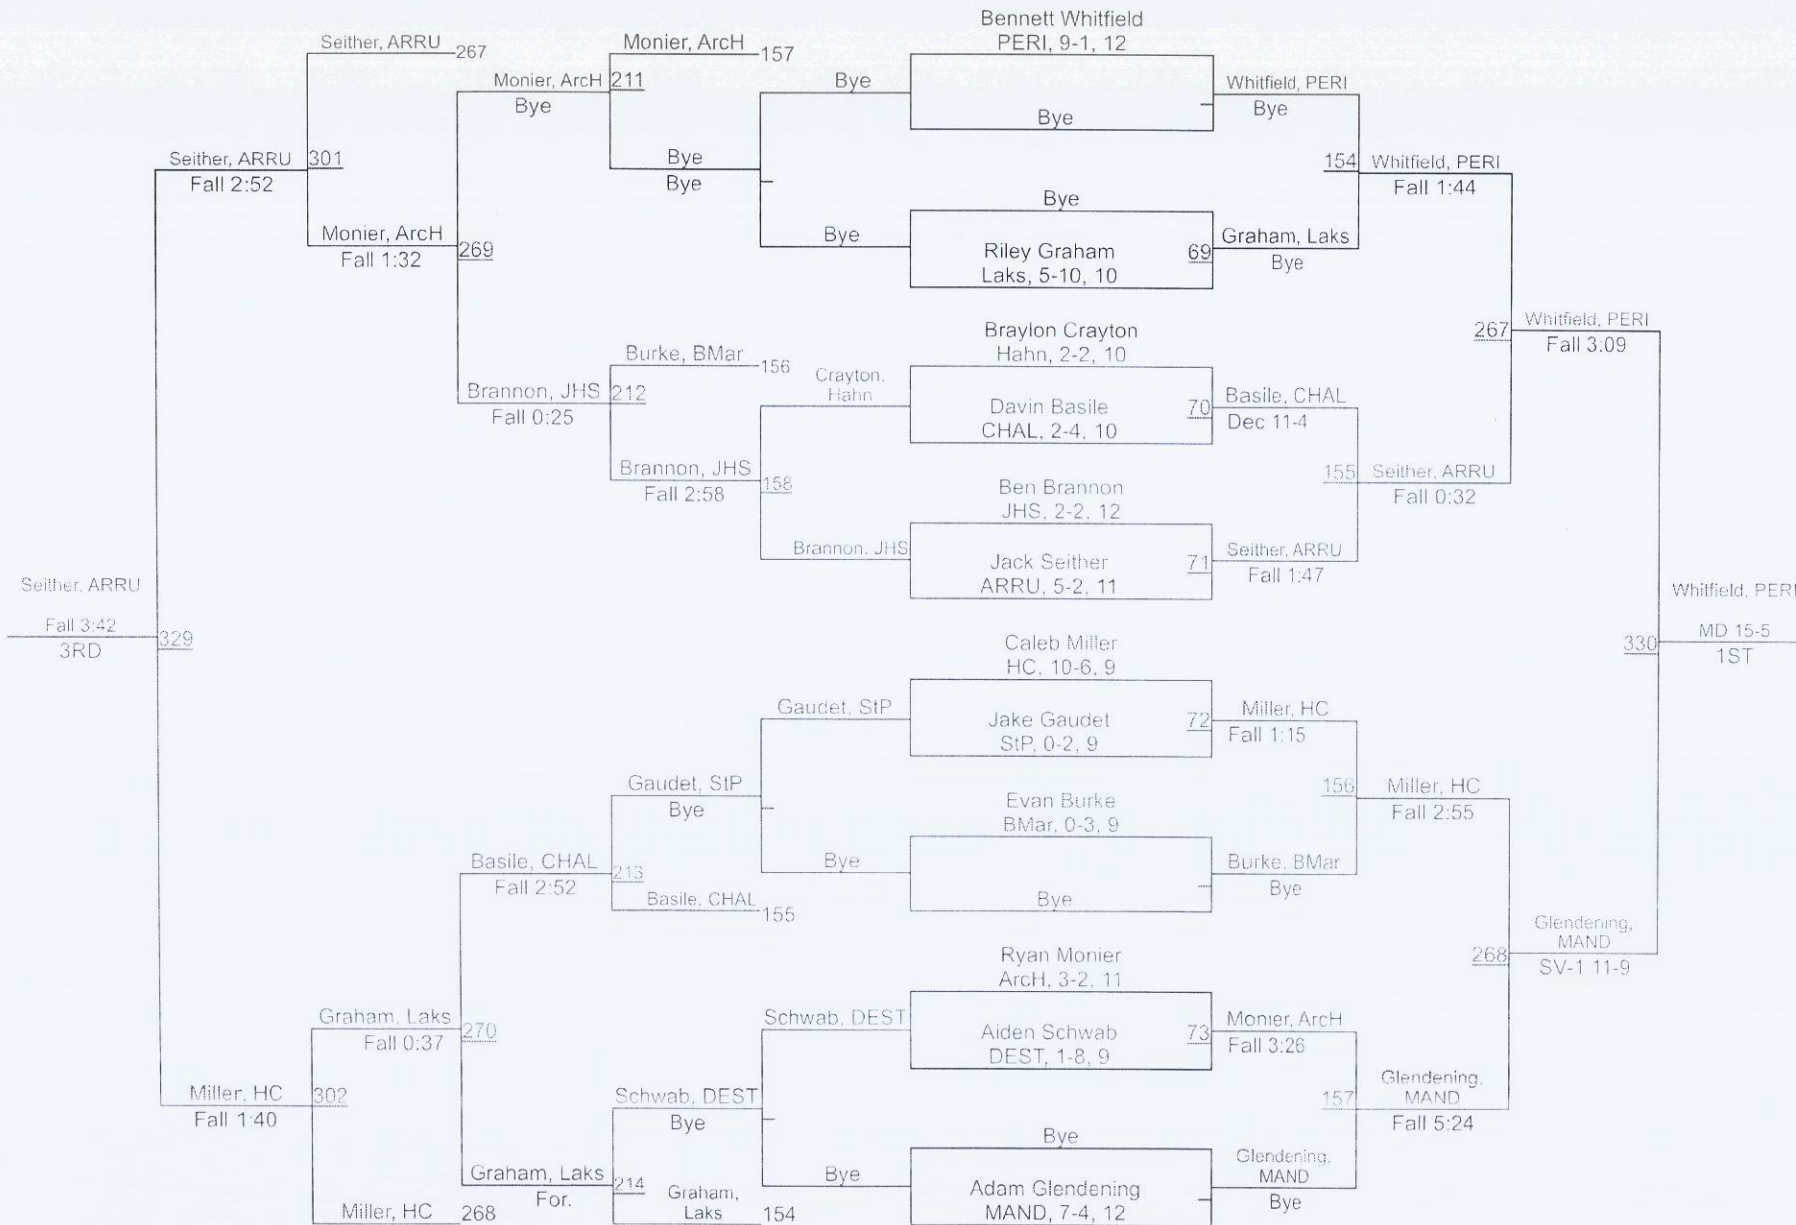 Bennett Whitfield
PERI, 9-1, 12
Seither, ARRU
267
Monier, ArcH
157
Monier, ArcH
211
Bye
Bye
Whitfield, PERI
Bye
Bye
Seither, ARRU
301
Fall 2:52
Bye
Bye
154
Whitfield, PERI
Fall 1:44
Bye
Monier, ArcH
269
Fall 1:32
Bye
Riley Graham
Laks, 5-10, 10
69
Graham, Laks
Bye
Braylon Crayton
Hahn, 2-2, 10
267
Whitfield, PERI
Fall 3:09
Burke, BMar
156
Crayton,
Hahn
Brannon, JHS
212
Fall 0:25
Davin Basile
CHAL, 2-4, 10
70
Basile, CHAL
Dec 11-4
Brannon, JHS
158
Fall 2:58
Ben Brannon
JHS, 2-2, 12
155
Seither, ARRU
Fall 0:32
Brannon, JHS
Jack Seither
ARRU, 5-2, 11
71
Seither, ARRU
Fall 1:47
Seither, ARRU
Fall 3:42
3RD
329
Whitfield, PERI
330
MD 15-5
1ST
Caleb Miller
HC, 10-6, 9
Gaudet, StP
Jake Gaudet
StP, 0-2, 9
72
Miller, HC
Fall 1:15
Gaudet, StP
Bye
Evan Burke
BMar, 0-3, 9
156
Miller, HC
Fall 2:55
Basile, CHAL
213
Fall 2:52
Bye
Burke, BMar
Bye
Basile, CHAL
155
Bye
Glendening,
MAND
268
SV-1 11-9
Ryan Monier
ArcH, 3-2, 11
Graham, Laks
270
Fall 0:37
Schwab, DEST
Aiden Schwab
DEST, 1-8, 9
73
Monier, ArcH
Fall 3:26
Miller, HC
302
Fall 1:40
Schwab, DEST
Bye
157
Glendening,
MAND
Fall 5:24
Bye
Graham, Laks
214
For.
Bye
Adam Glendening
MAND, 7-4, 12
Glendening,
MAND
Bye
Miller, HC
268
Graham,
Laks
154